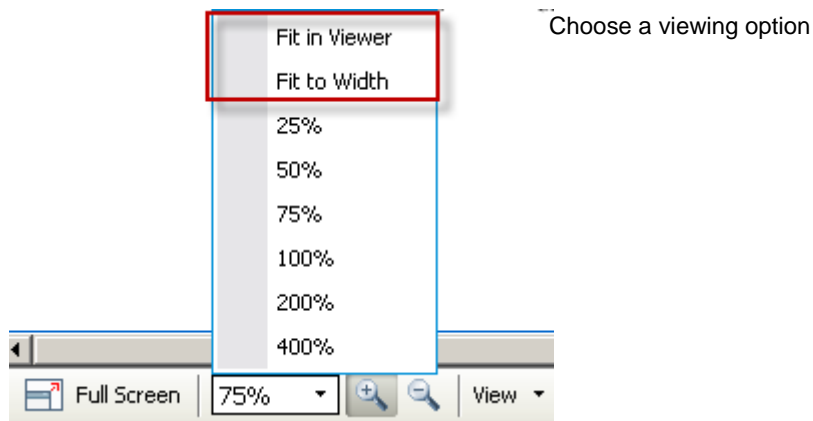 Choose a viewing option
Fit in Viewer
Fit to Width
25%
50%
75%
100%
200%
400%
Full Screen 75% View